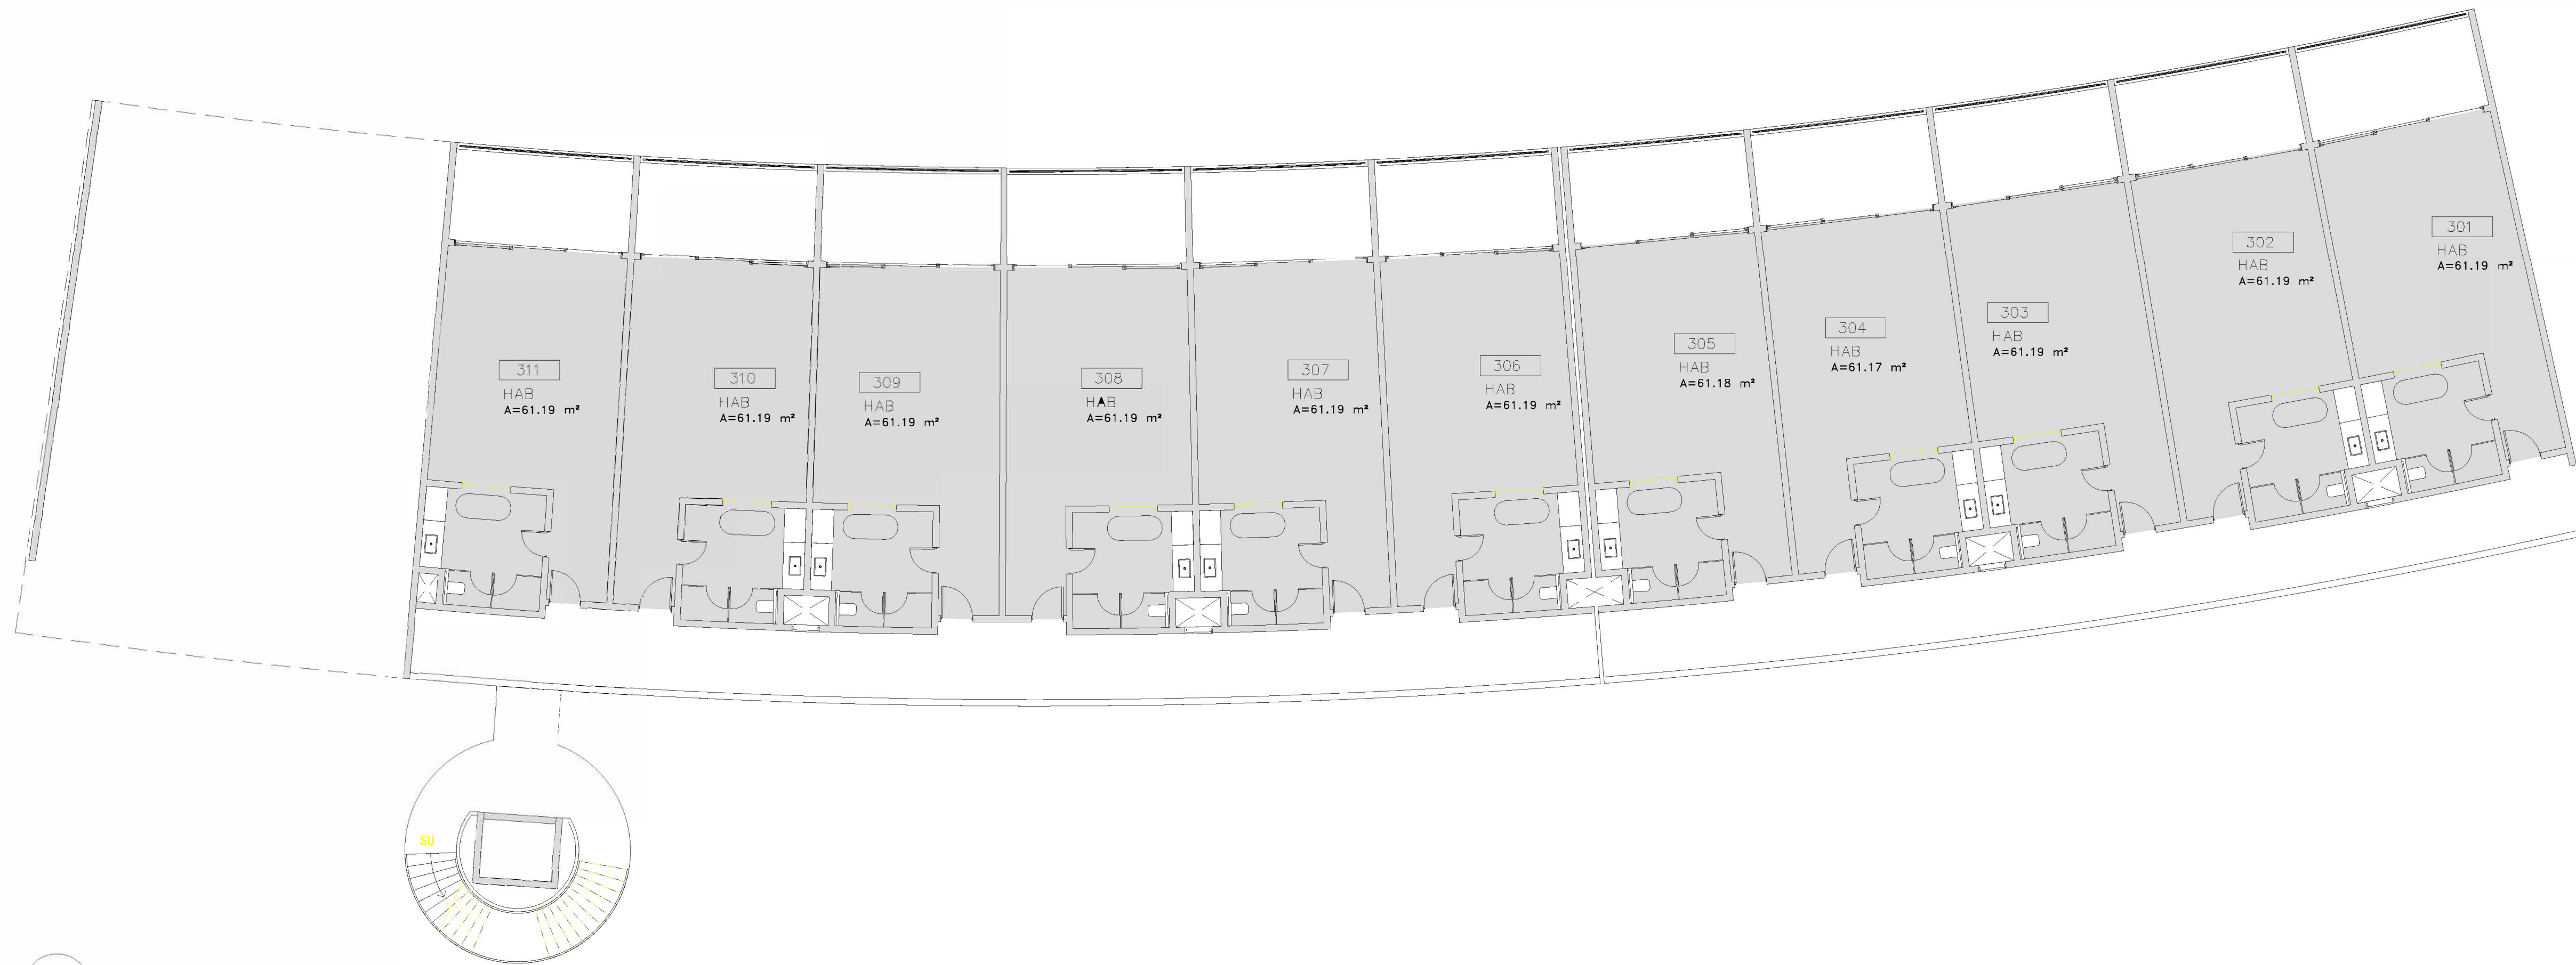 311
HAB
A=61.19 m²
310
HAB
A=61.19 m²
309
HAB
A=61.19 m²
308
HAB
A=61.19 m²
307
HAB
A=61.19 m²
306
HAB
A=61.19 m²
305
HAB
A=61.18 m²
304
HAB
A=61.17 m²
303
HAB
A=61.19 m²
302
HAB
A=61.19 m²
301
HAB
A=61.19 m²
SU